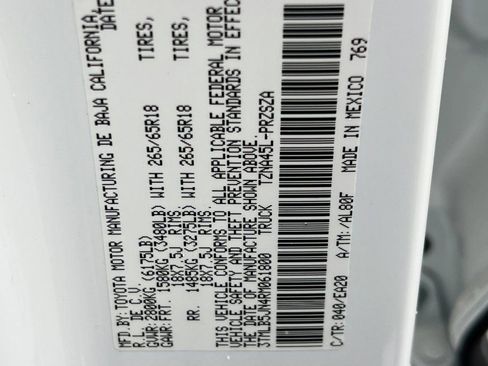 MFD. BY: TOYOTA MOTOR MANUFACTURING DE BAJA CALIFORNIA,
R.L. DE C.V. DATE
GVWR: 2800KG (6175LB)
GAWR: FRT. 1580KG (3480LB) WITH 265/65R18 TIRES,
18X7.5J RIMS.
RR. 1485KG (3275LB) WITH 265/65R18 TIRES,
18X7.5J RIMS.
THIS VEHICLE CONFORMS TO ALL APPLICABLE FEDERAL MOTOR
VEHICLE SAFETY AND THEFT PREVENTION STANDARDS IN EFFECT
DATE OF MANUFACTURE SHOWN ABOVE.
3TMLB5JN4RM061800 TRUCK TZNA45L-PRZSZA
C/TR: 040/EA20 A/TM: /AL80F MADE IN MEXICO 769